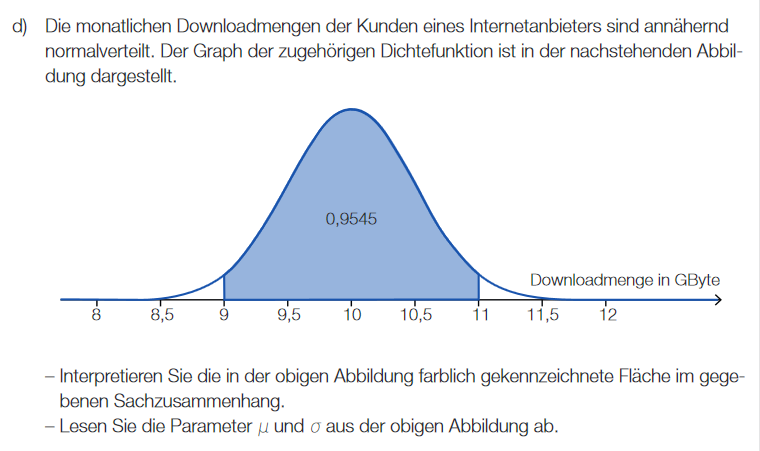 d) Die monatlichen Downloadmengen der Kunden eines Internetanbieters sind annähernd
normalverteilt. Der Graph der zugehörigen Dichtefunktion ist in der nachstehenden Abbil-
dung dargestellt.
0,9545
Downloadmenge in GByte
8 8,5 9 9,5 10 10,5 11 11,5 12
– Interpretieren Sie die in der obigen Abbildung farblich gekennzeichnete Fläche im gege-
benen Sachzusammenhang.
– Lesen Sie die Parameter μ und σ aus der obigen Abbildung ab.